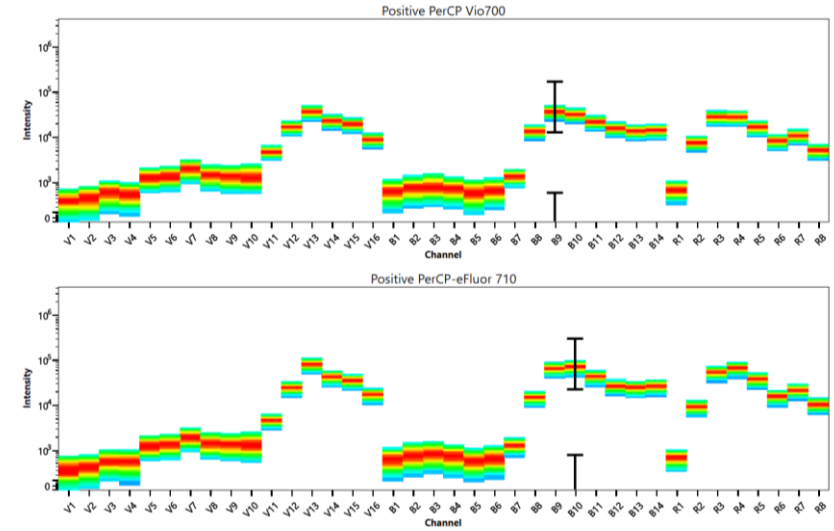 Positive PerCP Vio700
10⁶
10⁵
10⁴
10³
0
Intensity
V1 V2 V3 V4 V5 V6 V7 V8 V9 V10 V11 V12 V13 V14 V15 V16 B1 B2 B3 B4 B5 B6 B7 B8 B9 B10 B11 B12 B13 B14 R1 R2 R3 R4 R5 R6 R7 R8
Channel
Positive PerCP-eFluor 710
10⁶
10⁵
10⁴
10³
0
Intensity
V1 V2 V3 V4 V5 V6 V7 V8 V9 V10 V11 V12 V13 V14 V15 V16 B1 B2 B3 B4 B5 B6 B7 B8 B9 B10 B11 B12 B13 B14 R1 R2 R3 R4 R5 R6 R7 R8
Channel